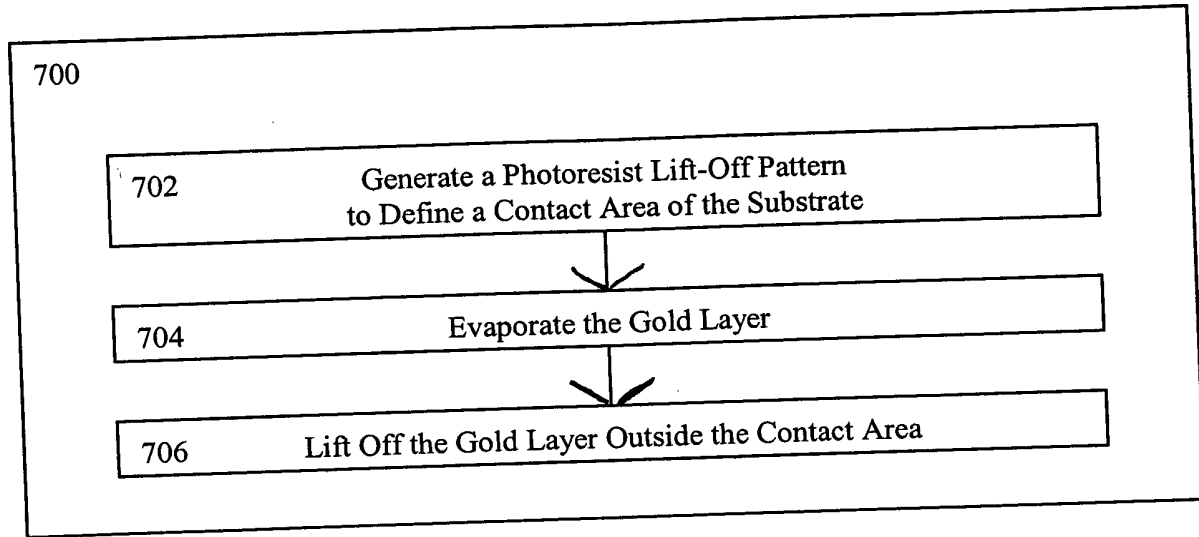 700
702
Generate a Photoresist Lift-Off Pattern
to Define a Contact Area of the Substrate
704
Evaporate the Gold Layer
706
Lift Off the Gold Layer Outside the Contact Area